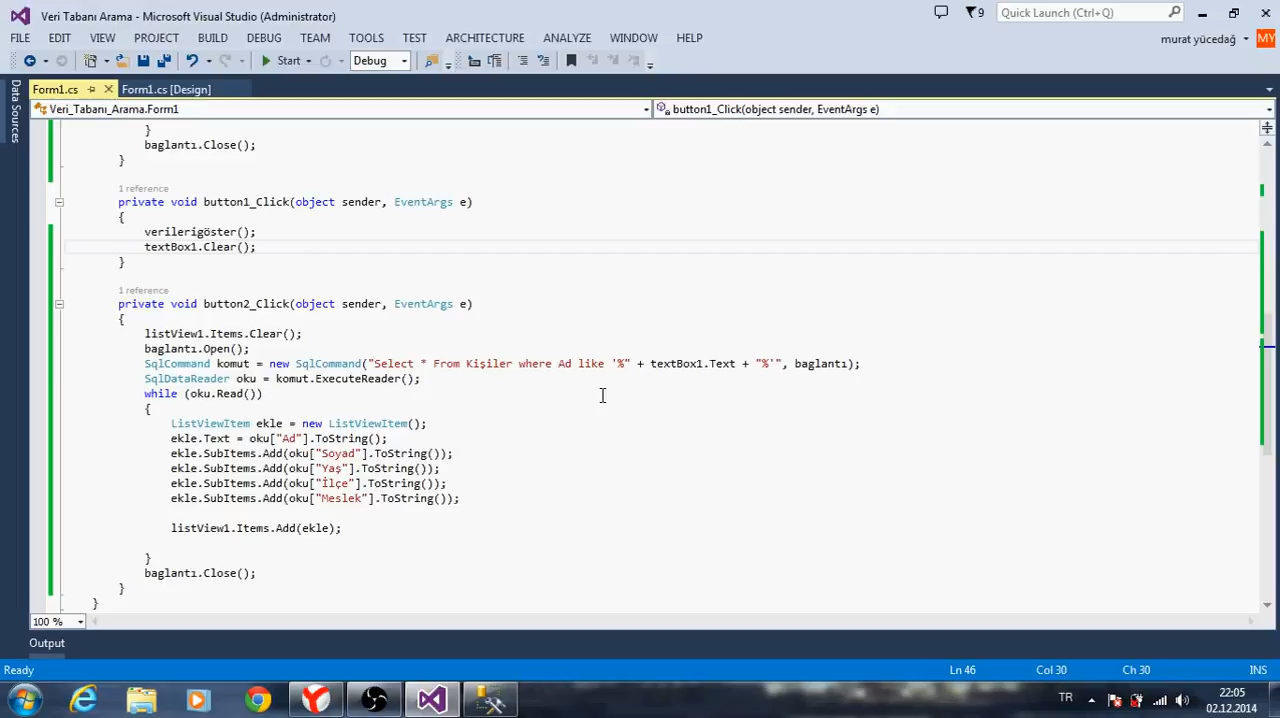 Veri Tabanı Arama - Microsoft Visual Studio (Administrator)
9
Quick Launch (Ctrl+Q)
FILE EDIT VIEW PROJECT BUILD DEBUG TEAM TOOLS TEST ARCHITECTURE ANALYZE WINDOW HELP
murat yücedağ MY
Start Debug
Data Sources
Form1.cs Form1.cs [Design]
Veri_Tabanı_Arama.Form1 button1_Click(object sender, EventArgs e)
}
baglantı.Close();
}
1 reference
private void button1_Click(object sender, EventArgs e)
{
verilerigöster();
textBox1.Clear();
}
1 reference
private void button2_Click(object sender, EventArgs e)
{
listView1.Items.Clear();
baglantı.Open();
SqlCommand komut = new SqlCommand("Select * From Kişiler where Ad like '%" + textBox1.Text + "%'", baglantı);
SqlDataReader oku = komut.ExecuteReader();
while (oku.Read())
{
ListViewItem ekle = new ListViewItem();
ekle.Text = oku["Ad"].ToString();
ekle.SubItems.Add(oku["Soyad"].ToString());
ekle.SubItems.Add(oku["Yaş"].ToString());
ekle.SubItems.Add(oku["İlçe"].ToString());
ekle.SubItems.Add(oku["Meslek"].ToString());
listView1.Items.Add(ekle);
}
baglantı.Close();
}
}
100 %
Output
Ready Ln 46 Col 30 Ch 30 INS
TR 22:05
02.12.2014